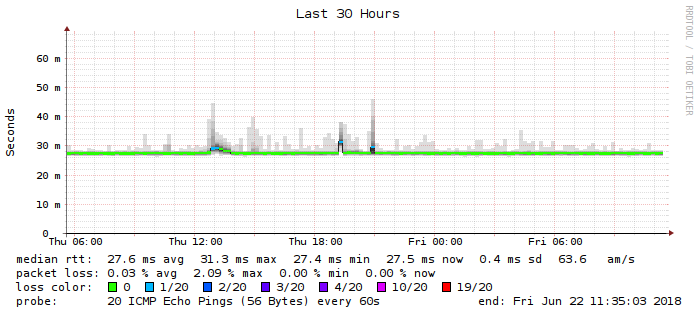 Last 30 Hours
RRDTOOL / TOBI OETIKER
Seconds
60 m
50 m
40 m
30 m
20 m
10 m
0
Thu 06:00 Thu 12:00 Thu 18:00 Fri 00:00 Fri 06:00
median rtt: 27.6 ms avg 31.3 ms max 27.4 ms min 27.5 ms now 0.4 ms sd 63.6 am/s
packet loss: 0.03 % avg 2.09 % max 0.00 % min 0.00 % now
loss color: 0 1/20 2/20 3/20 4/20 10/20 19/20
probe: 20 ICMP Echo Pings (56 Bytes) every 60s end: Fri Jun 22 11:35:03 2018